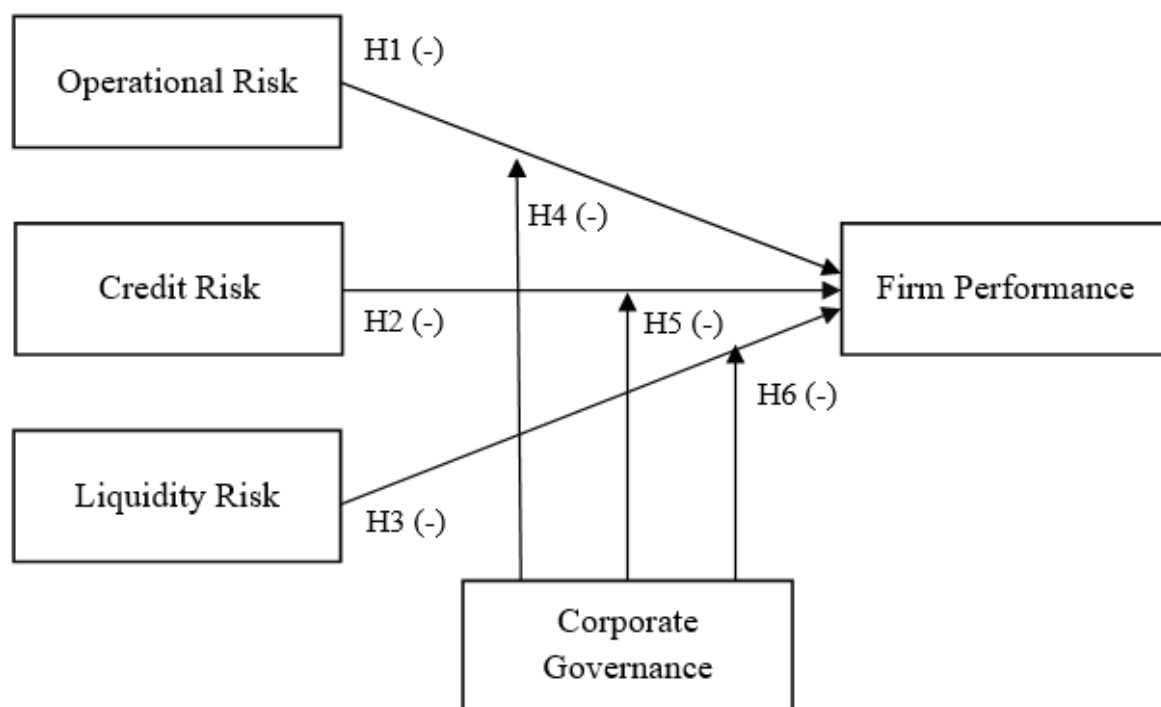 H1 (-)
Operational Risk
H4 (-)
Credit Risk
Firm Performance
H2 (-)
H5 (-)
H6 (-)
Liquidity Risk
H3 (-)
Corporate
Governance